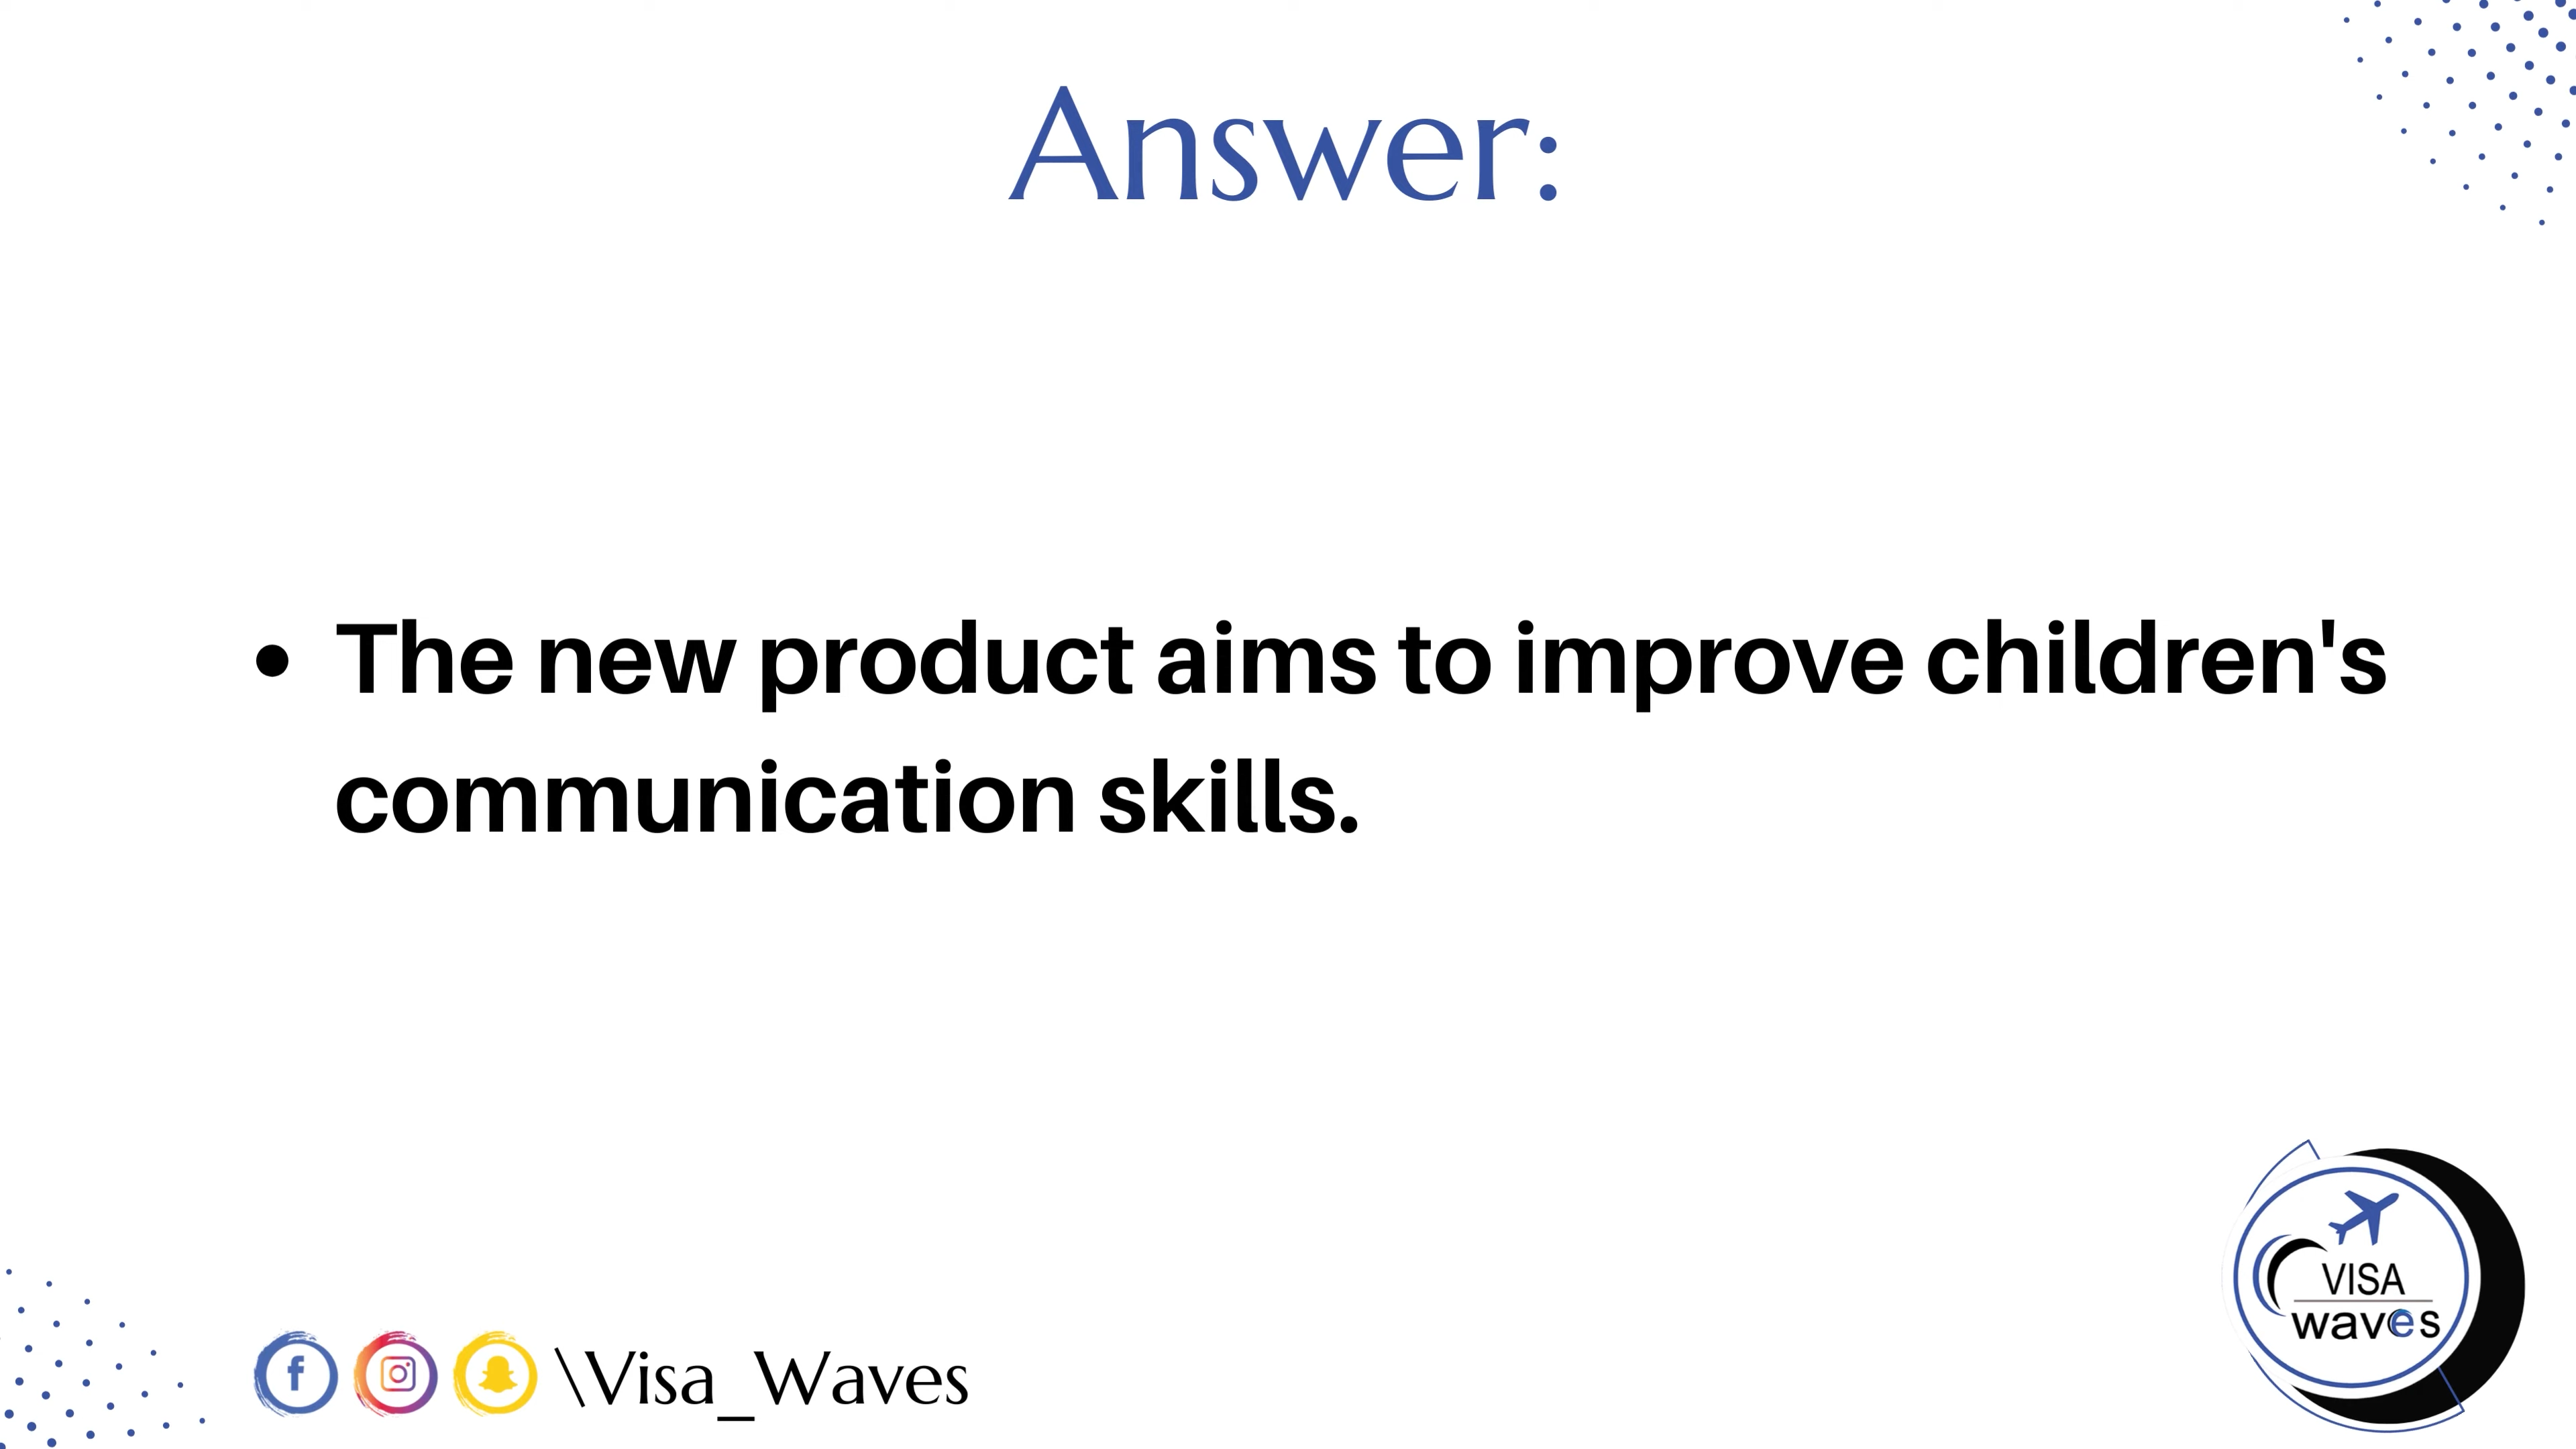 Answer:
• The new product aims to improve children's
communication skills.
VISA
waves
\Visa_Waves